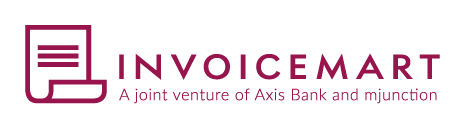 INVOICEMART
A joint venture of Axis Bank and mjunction